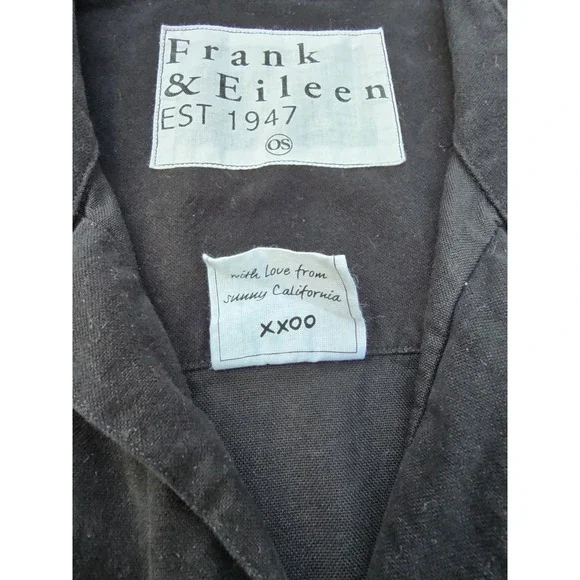 Frank
& Eileen
EST 1947
OS
with Love from
sunny California
XXOO